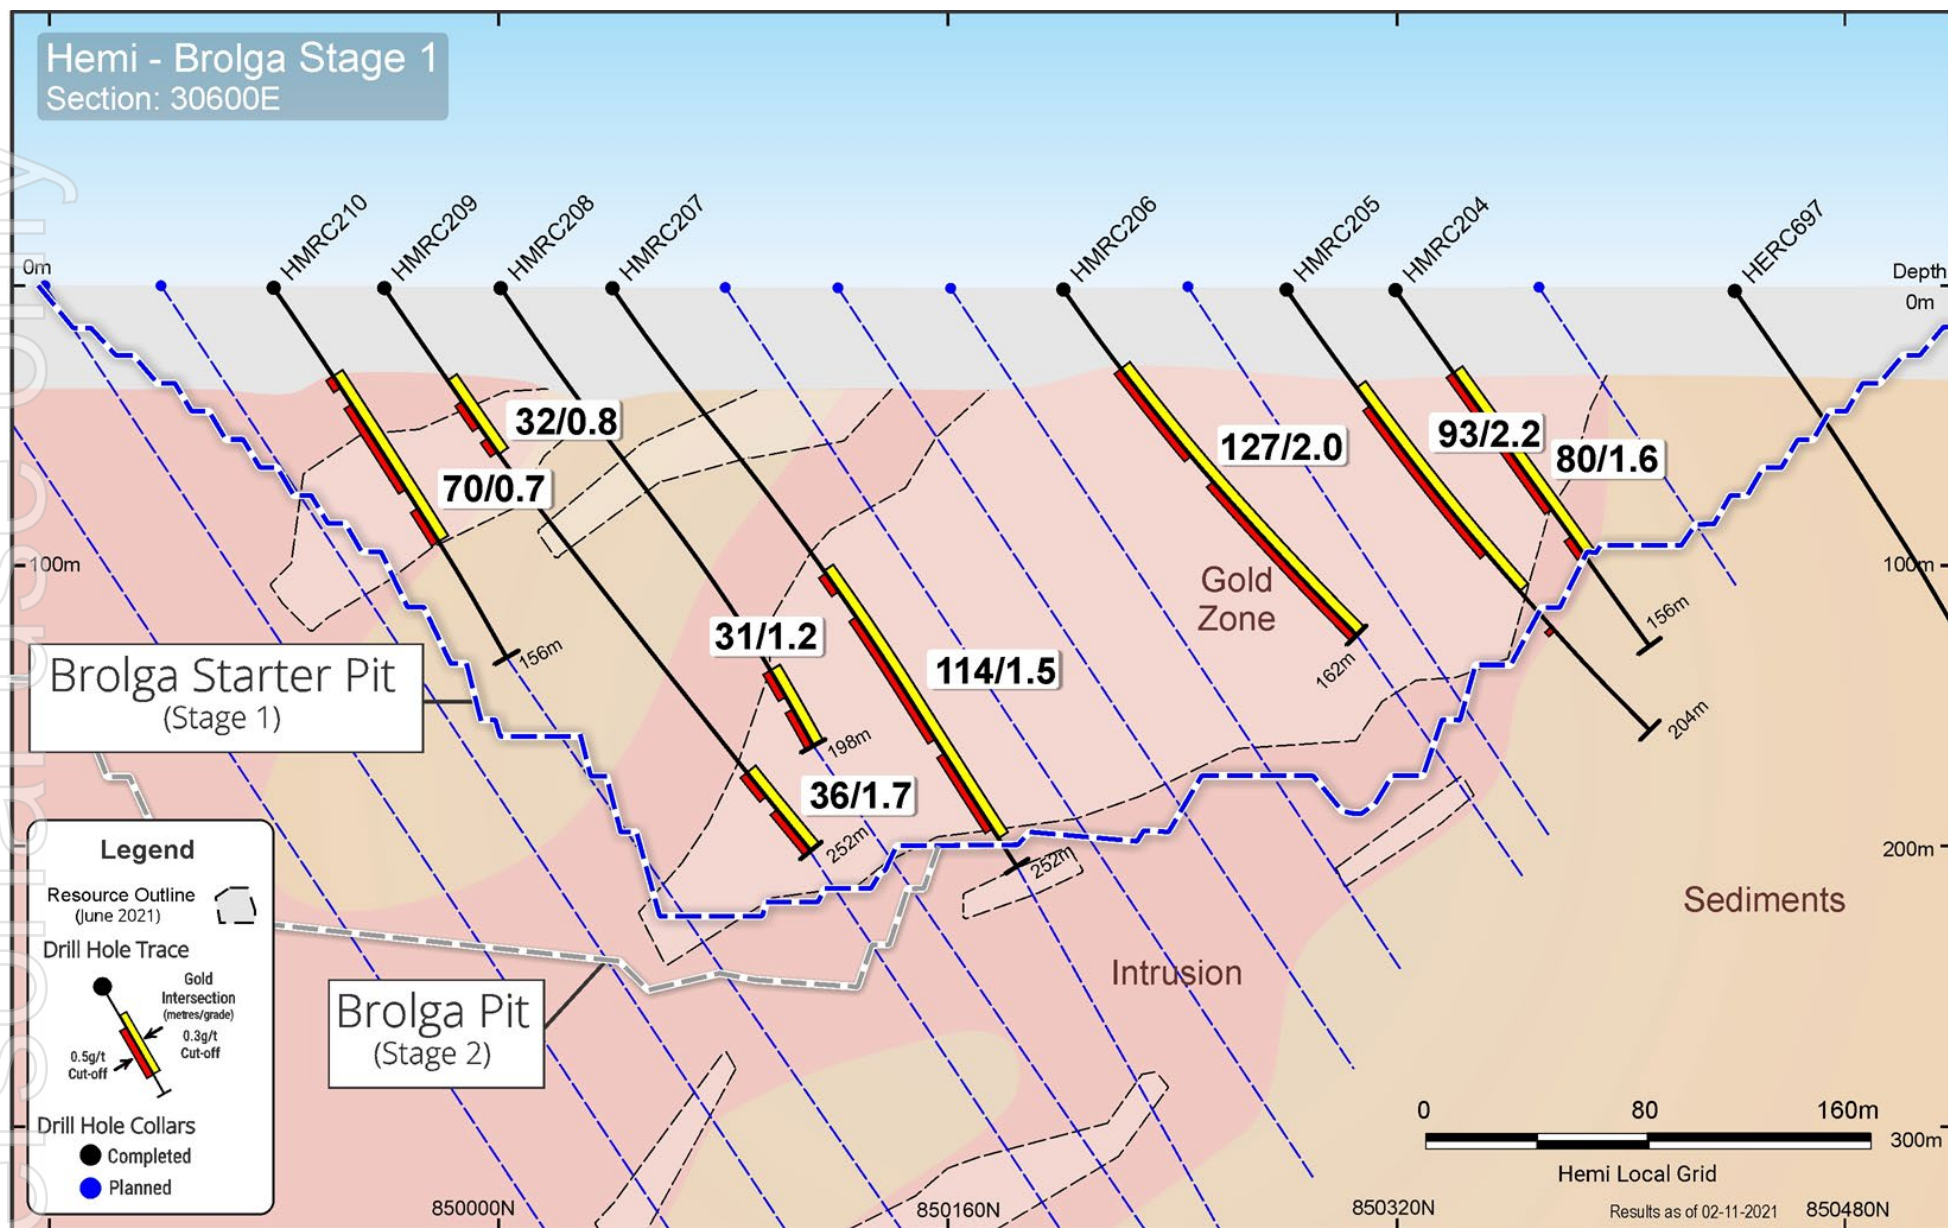 Hemi - Brolga Stage 1
Section: 30600E
HMRC210
HMRC209
HMRC208
HMRC207
HMRC206
HMRC205
HMRC204
HERC697
0m
Depth
0m
32/0.8
70/0.7
127/2.0
93/2.2
80/1.6
100m
100m
Gold
Zone
31/1.2
114/1.5
156m
156m
162m
204m
198m
36/1.7
252m
252m
Brolga Starter Pit
(Stage 1)
200m
Sediments
Intrusion
Brolga Pit
(Stage 2)
Legend
Resource Outline
(June 2021)
Drill Hole Trace
Gold
Intersection
(metres/grade)
0.3g/t
Cut-off
0.5g/t
Cut-off
Drill Hole Collars
Completed
Planned
0 80 160m
300m
Hemi Local Grid
850000N
850160N
850320N
850480N
Results as of 02-11-2021
only